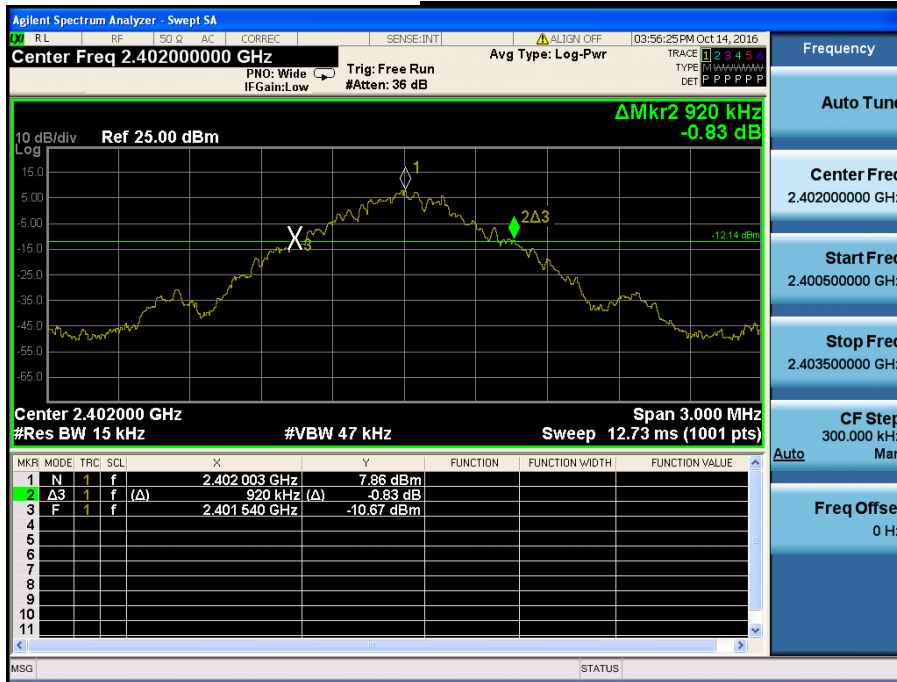 Agilent Spectrum Analyzer - Swept SA
LXI RL RF 50 Ω AC CORREC SENSE:INT ALIGN OFF 03:56:25 PM Oct 14, 2016
Center Freq 2.402000000 GHz
PNO: Wide
IFGain:Low
Trig: Free Run
#Atten: 36 dB
Avg Type: Log-Pwr
TRACE 1 2 3 4 5 6
TYPE M W W W W W
DET P P P P P P
ΔMkr2 920 kHz
-0.83 dB
10 dB/div Ref 25.00 dBm
Log
15.0
5.00
-5.00
-15.0
-25.0
-35.0
-45.0
-55.0
-65.0
1
2Δ3
3
-12.14 dBm
Center 2.402000 GHz Span 3.000 MHz
#Res BW 15 kHz #VBW 47 kHz Sweep 12.73 ms (1001 pts)
MKR MODE TRC SCL X Y FUNCTION FUNCTION WIDTH FUNCTION VALUE
1 N 1 f 2.402 003 GHz 7.86 dBm
2 Δ3 1 f (Δ) 920 kHz (Δ) -0.83 dB
3 F 1 f 2.401 540 GHz -10.67 dBm
4
5
6
7
8
9
10
11
MSG STATUS
Frequency
Auto Tune
Center Freq
2.402000000 GHz
Start Freq
2.400500000 GHz
Stop Freq
2.403500000 GHz
CF Step
300.000 kHz
Auto Man
Freq Offset
0 Hz